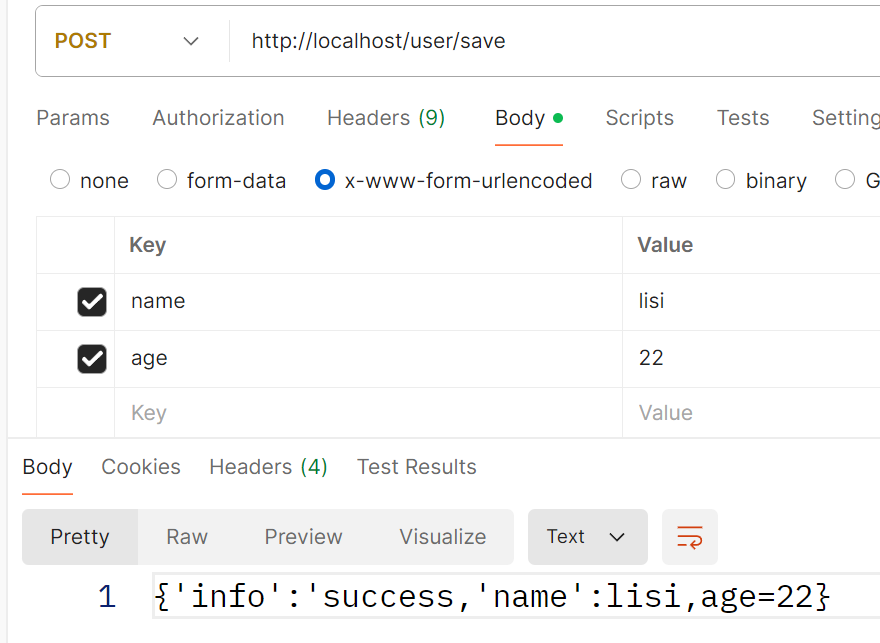 POST http://localhost/user/save
Params Authorization Headers (9) Body Scripts Tests Setting
none form-data x-www-form-urlencoded raw binary G
Key Value
name lisi
age 22
Key Value
Body Cookies Headers (4) Test Results
Pretty Raw Preview Visualize Text
1 {'info':'success,'name':lisi,age=22}